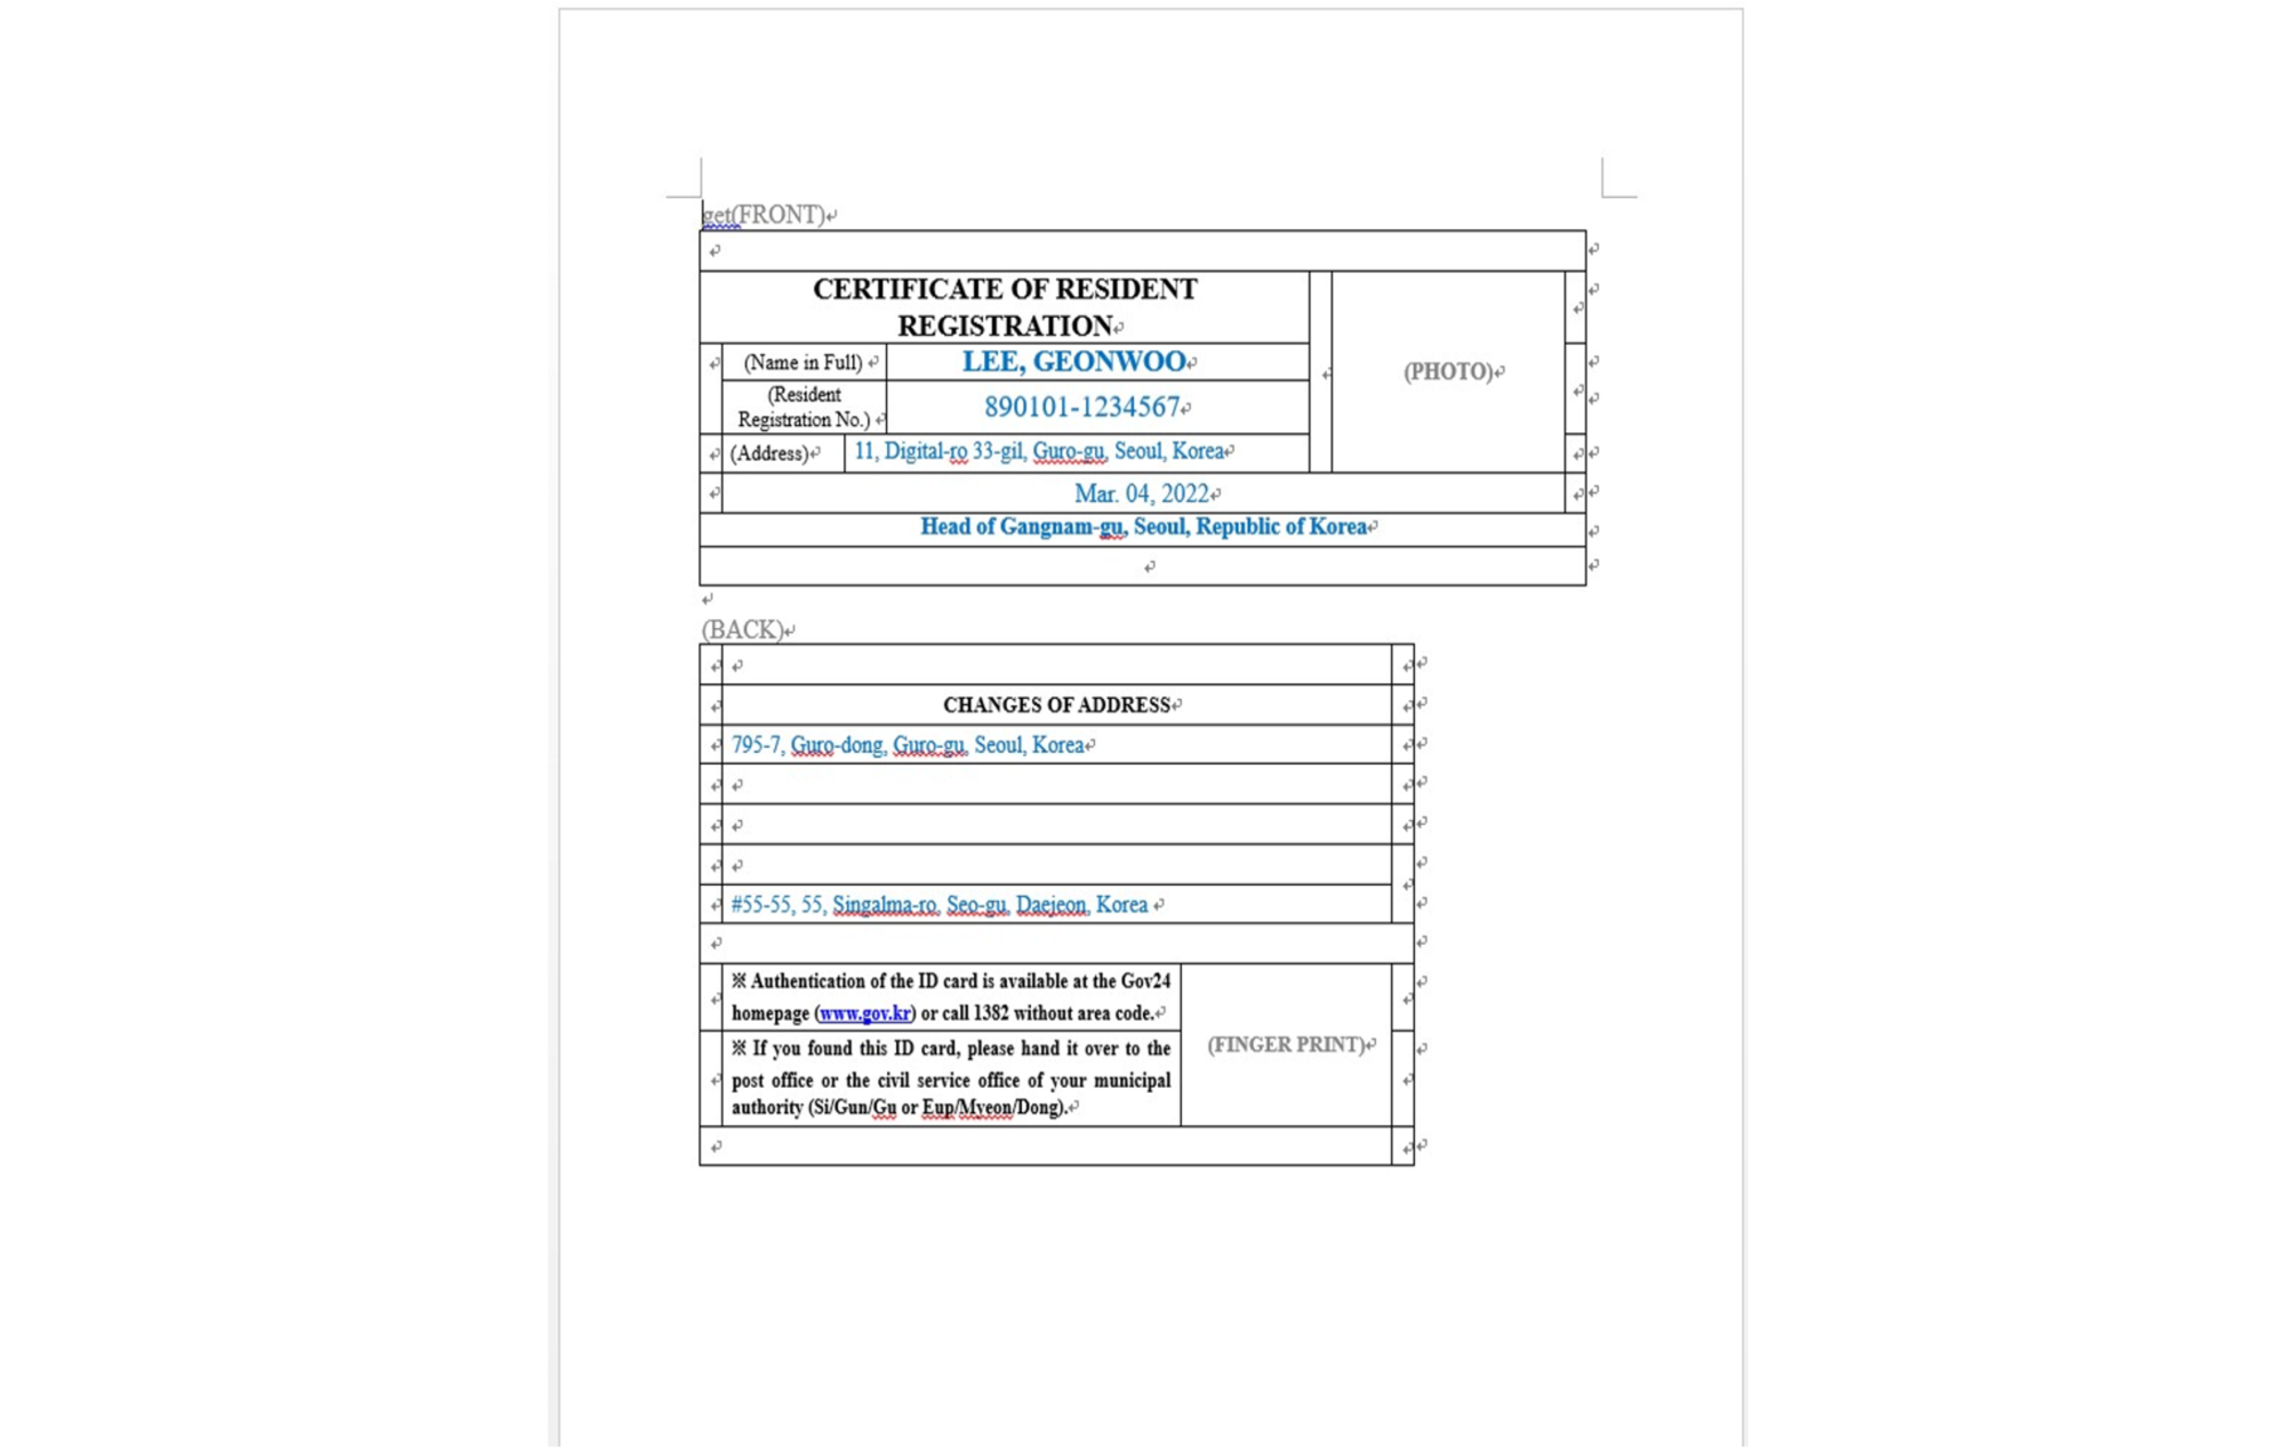 get(FRONT)
CERTIFICATE OF RESIDENT
REGISTRATION
(Name in Full)
LEE, GEONWOO
(PHOTO)
(Resident
Registration No.)
890101-1234567
(Address)
11, Digital-ro 33-gil, Guro-gu, Seoul, Korea
Mar. 04, 2022
Head of Gangnam-gu, Seoul, Republic of Korea
(BACK)
CHANGES OF ADDRESS
795-7, Guro-dong, Guro-gu, Seoul, Korea
#55-55, 55, Singalma-ro, Seo-gu, Daejeon, Korea
※ Authentication of the ID card is available at the Gov24
homepage (www.gov.kr) or call 1382 without area code.
※ If you found this ID card, please hand it over to the
post office or the civil service office of your municipal
authority (Si/Gun/Gu or Eup/Myeon/Dong).
(FINGER PRINT)